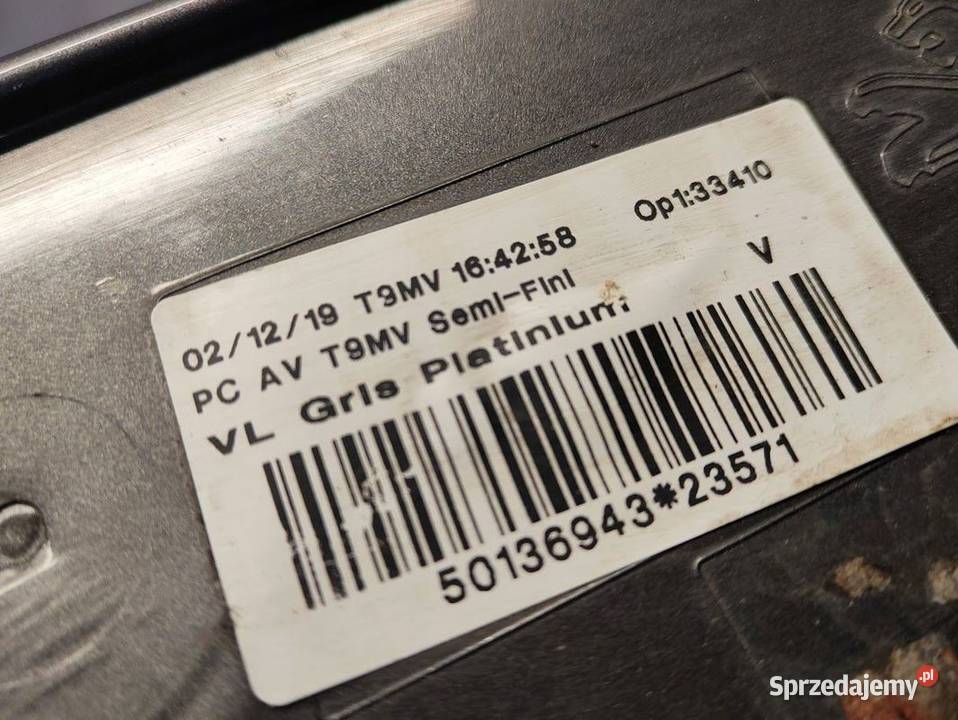 02/12/19 T9MV 16:42:58 Op1:33410
PC AV T9MV Semi-Fini V
VL Gris Platinium
50136943*23571
Sprzedajemy.pl